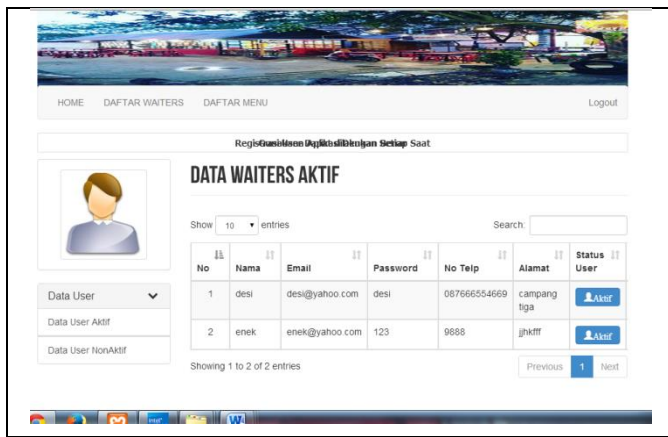 HOME DAFTAR WAITERS DAFTAR MENU Logout
Saat
DATA WAITERS AKTIF
Show 10 entries Search:
No Nama Email Password No Telp Alamat Status User
1 desi desi@yahoo.com desi 087666554669 campang tiga Aktif
2 enek enek@yahoo.com 123 9888 jjhkfff Aktif
Showing 1 to 2 of 2 entries Previous 1 Next
Data User
Data User Aktif
Data User NonAktif